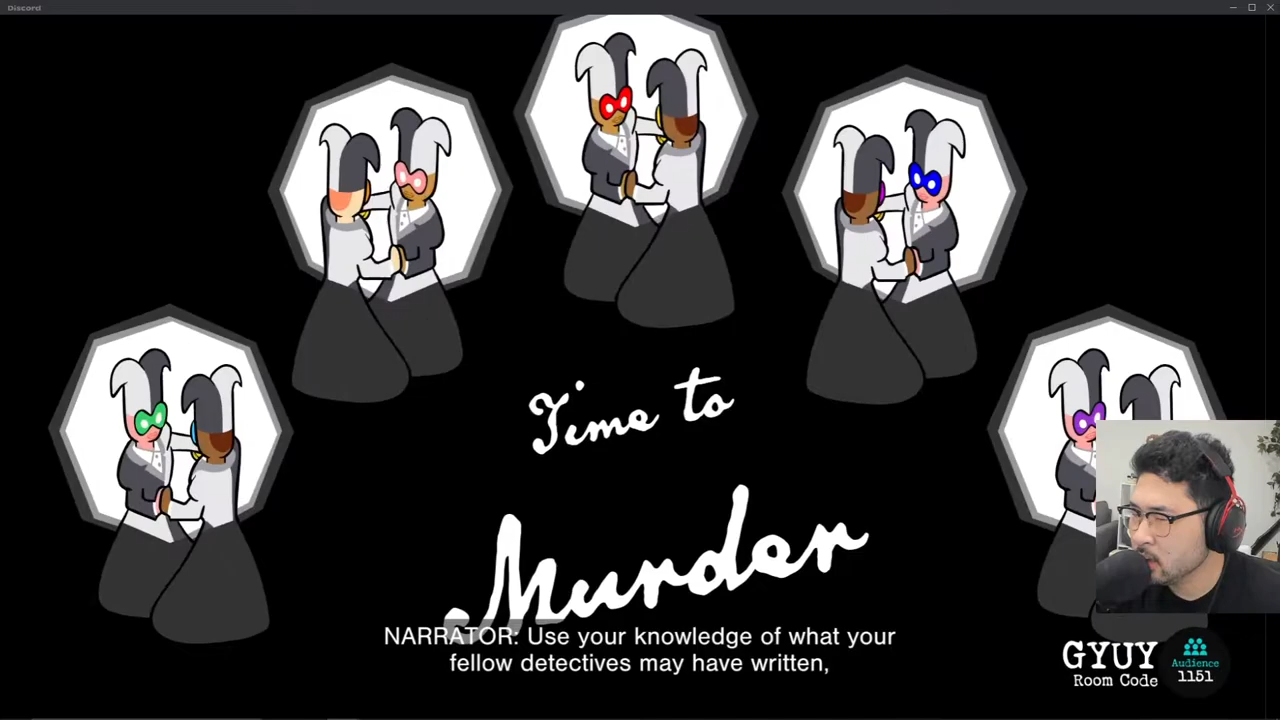 Discord
Time to
Murder
NARRATOR: Use your knowledge of what your
fellow detectives may have written,
GYUY
Room Code
Audience
1151